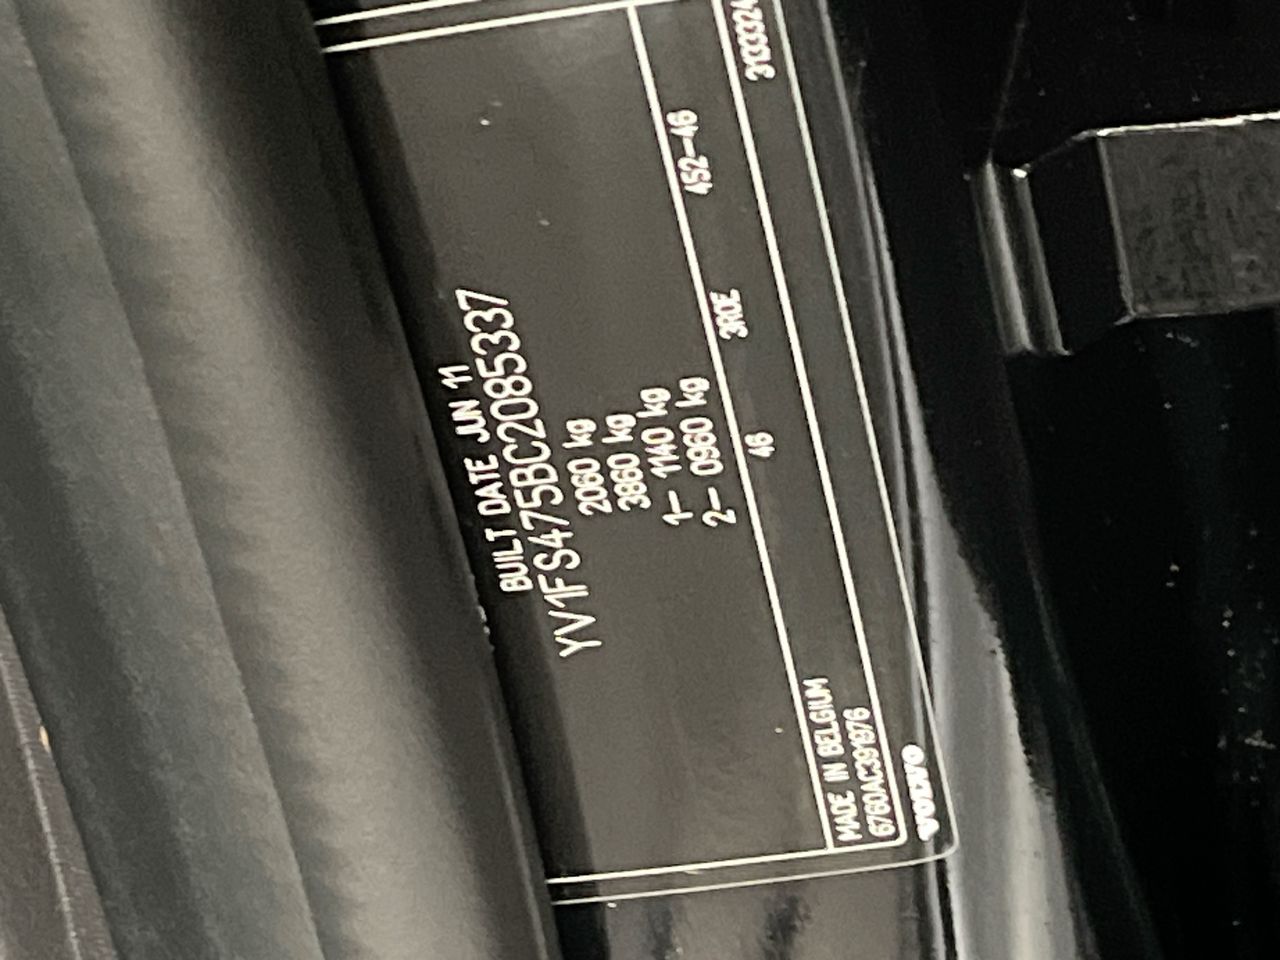 BUILT DATE JUN 11
YV1FS475BC2085337
2060 kg
3860 kg
1- 1140 kg
2- 0960 kg
46 3R0E 452-46
MADE IN BELGIUM
6760AC391976
VOLVO